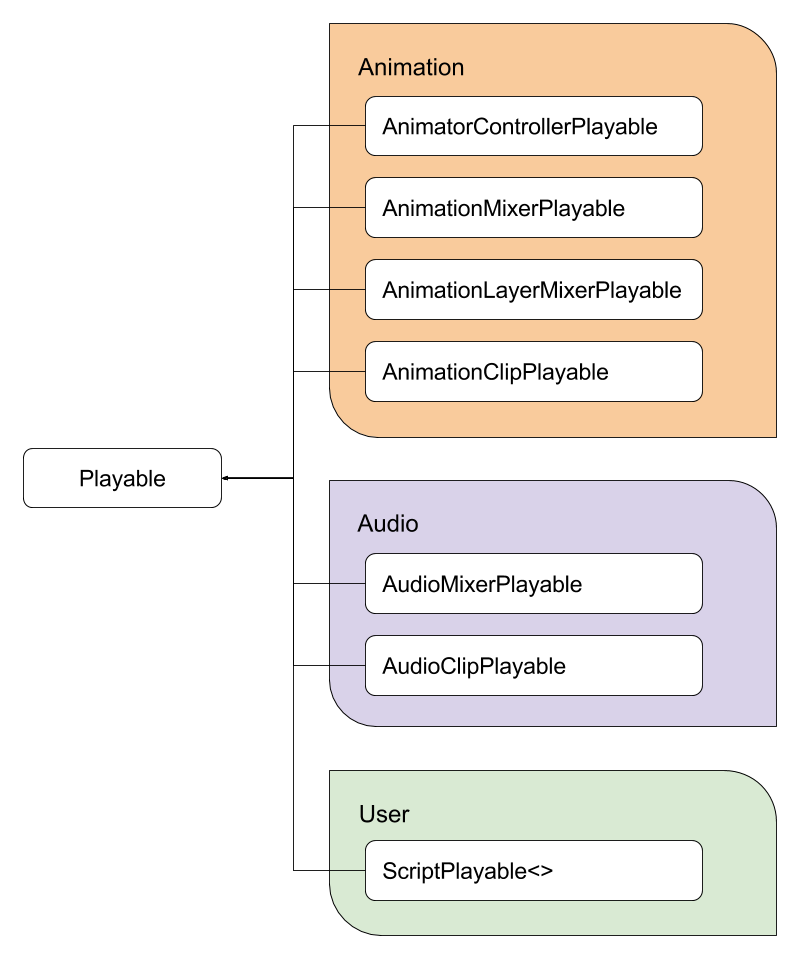 Animation
AnimatorControllerPlayable
AnimationMixerPlayable
AnimationLayerMixerPlayable
AnimationClipPlayable
Playable
Audio
AudioMixerPlayable
AudioClipPlayable
User
ScriptPlayable<>